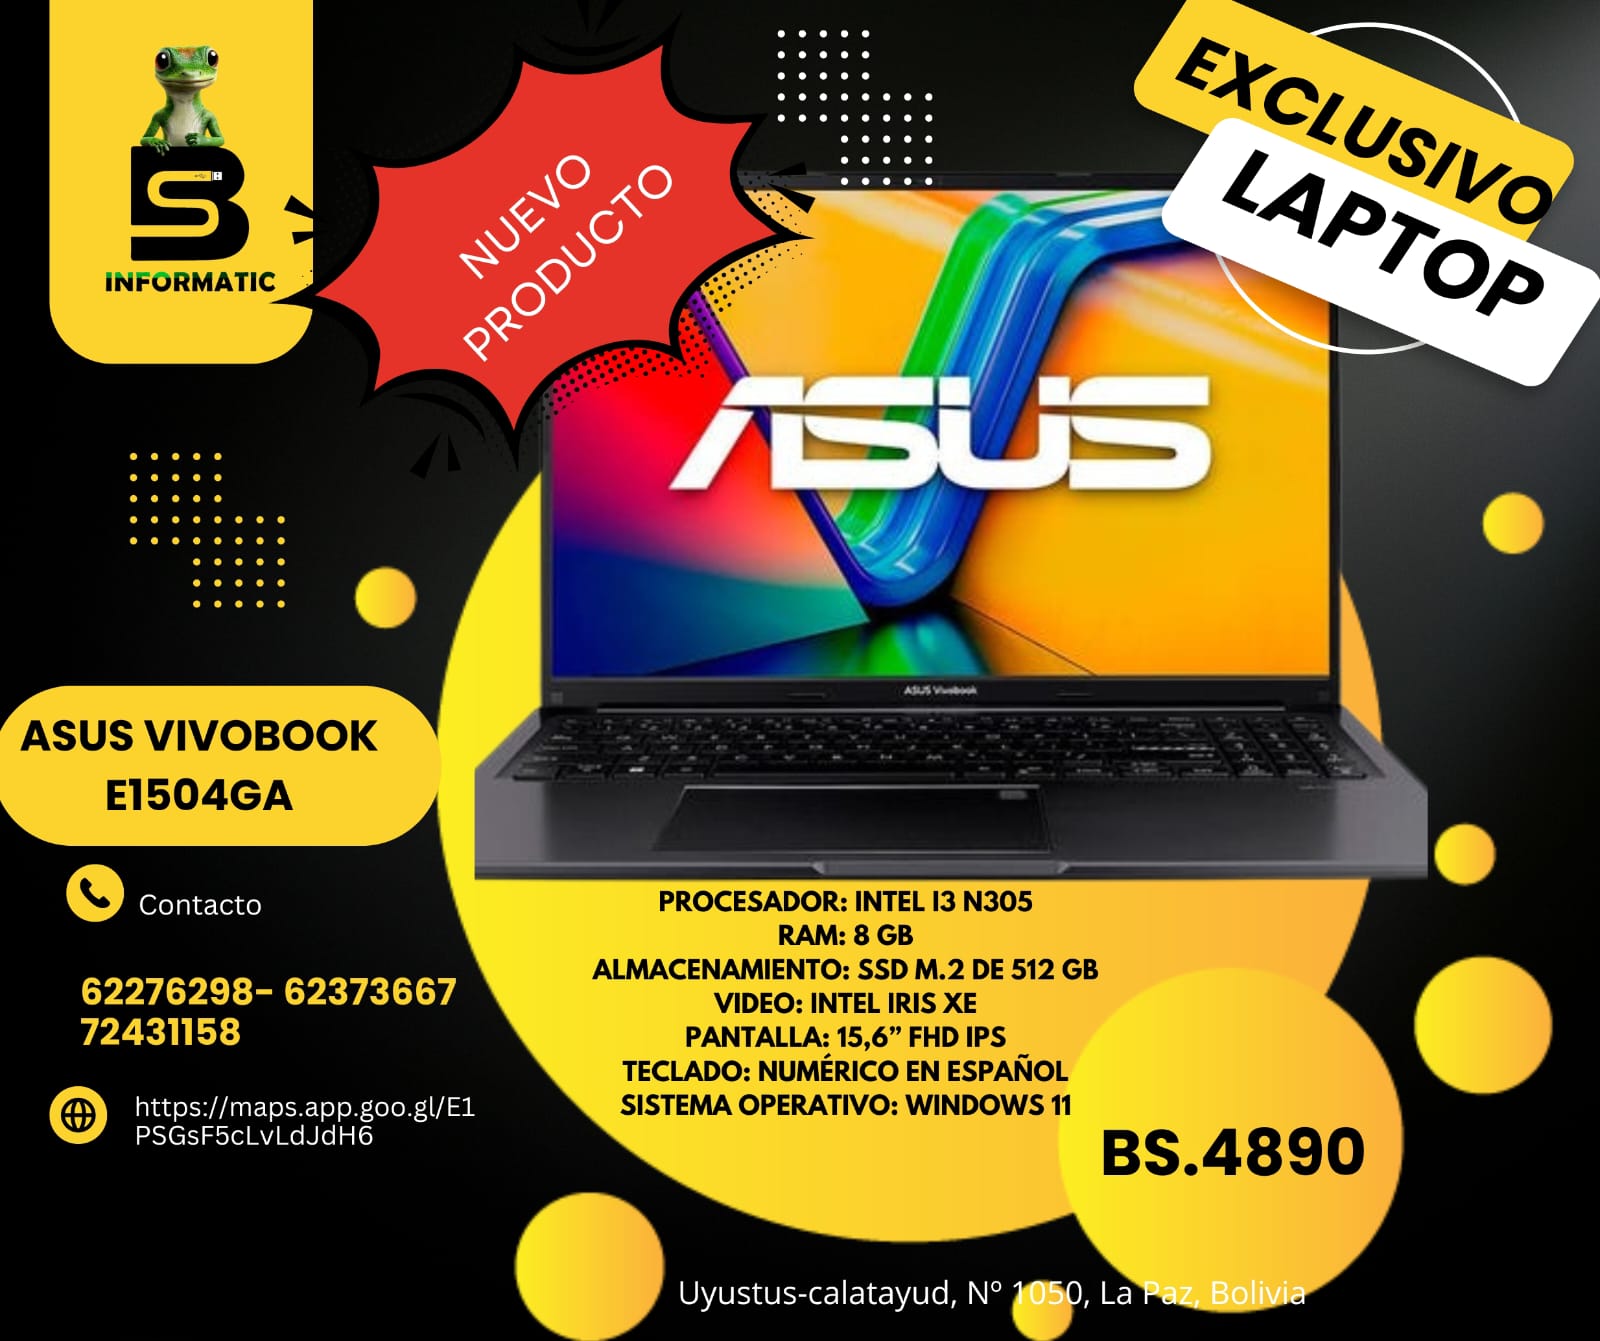 BS
INFORMATIC
NUEVO
PRODUCTO
EXCLUSIVO
LAPTOP
ASUS
ASUS Vivobook
ASUS VIVOBOOK
E1504GA
Contacto
62276298- 62373667
72431158
https://maps.app.goo.gl/E1
PSGsF5cLvLdJdH6
PROCESADOR: INTEL I3 N305
RAM: 8 GB
ALMACENAMIENTO: SSD M.2 DE 512 GB
VIDEO: INTEL IRIS XE
PANTALLA: 15,6” FHD IPS
TECLADO: NUMÉRICO EN ESPAÑOL
SISTEMA OPERATIVO: WINDOWS 11
BS.4890
Uyustus-calatayud, Nº 1050, La Paz, Bolivia